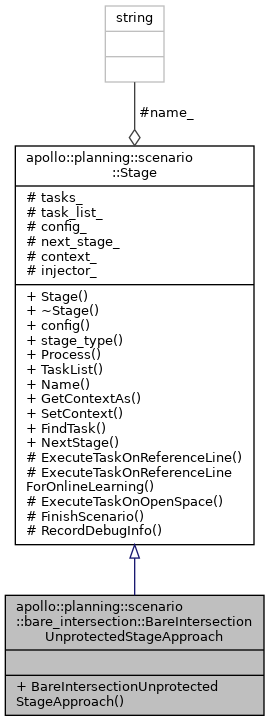 string
#name_
apollo::planning::scenario
::Stage
# tasks_
# task_list_
# config_
# next_stage_
# context_
# injector_
+ Stage()
+ ~Stage()
+ config()
+ stage_type()
+ Process()
+ TaskList()
+ Name()
+ GetContextAs()
+ SetContext()
+ FindTask()
+ NextStage()
# ExecuteTaskOnReferenceLine()
# ExecuteTaskOnReferenceLine
ForOnlineLearning()
# ExecuteTaskOnOpenSpace()
# FinishScenario()
# RecordDebugInfo()
apollo::planning::scenario
::bare_intersection::BareIntersection
UnprotectedStageApproach
+ BareIntersectionUnprotected
StageApproach()